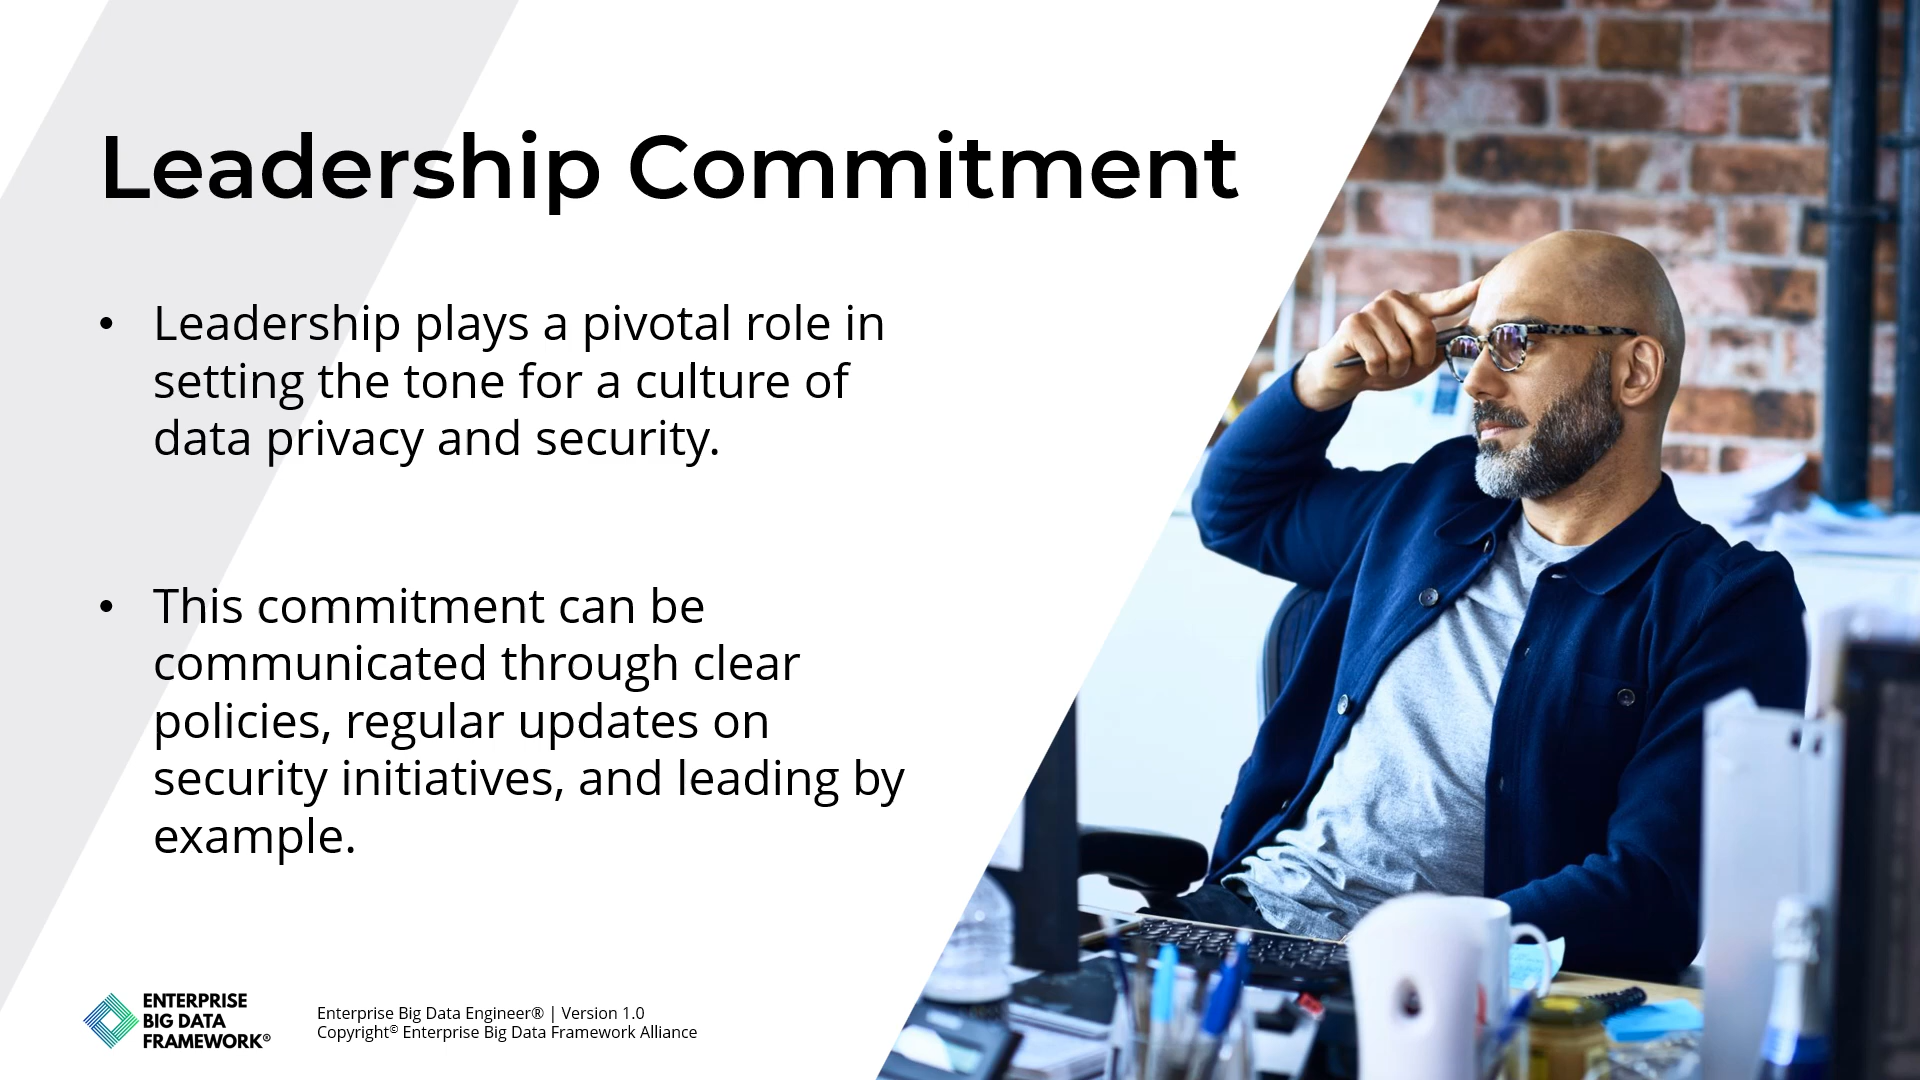 Leadership Commitment
• Leadership plays a pivotal role in
setting the tone for a culture of
data privacy and security.
• This commitment can be
communicated through clear
policies, regular updates on
security initiatives, and leading by
example.
ENTERPRISE
BIG DATA
FRAMEWORK®
Enterprise Big Data Engineer® | Version 1.0
Copyright© Enterprise Big Data Framework Alliance